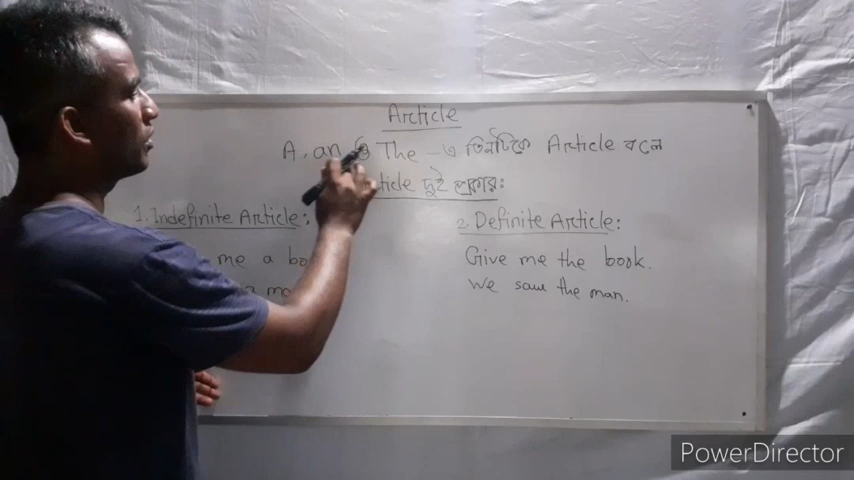 Article
A, an ও The - এ তিনটিকে Article বলে
ticle দুই প্রকার:
1. Indefinite Article:
2. Definite Article:
me a bo
Give me the book.
a ma
We saw the man.
PowerDirector